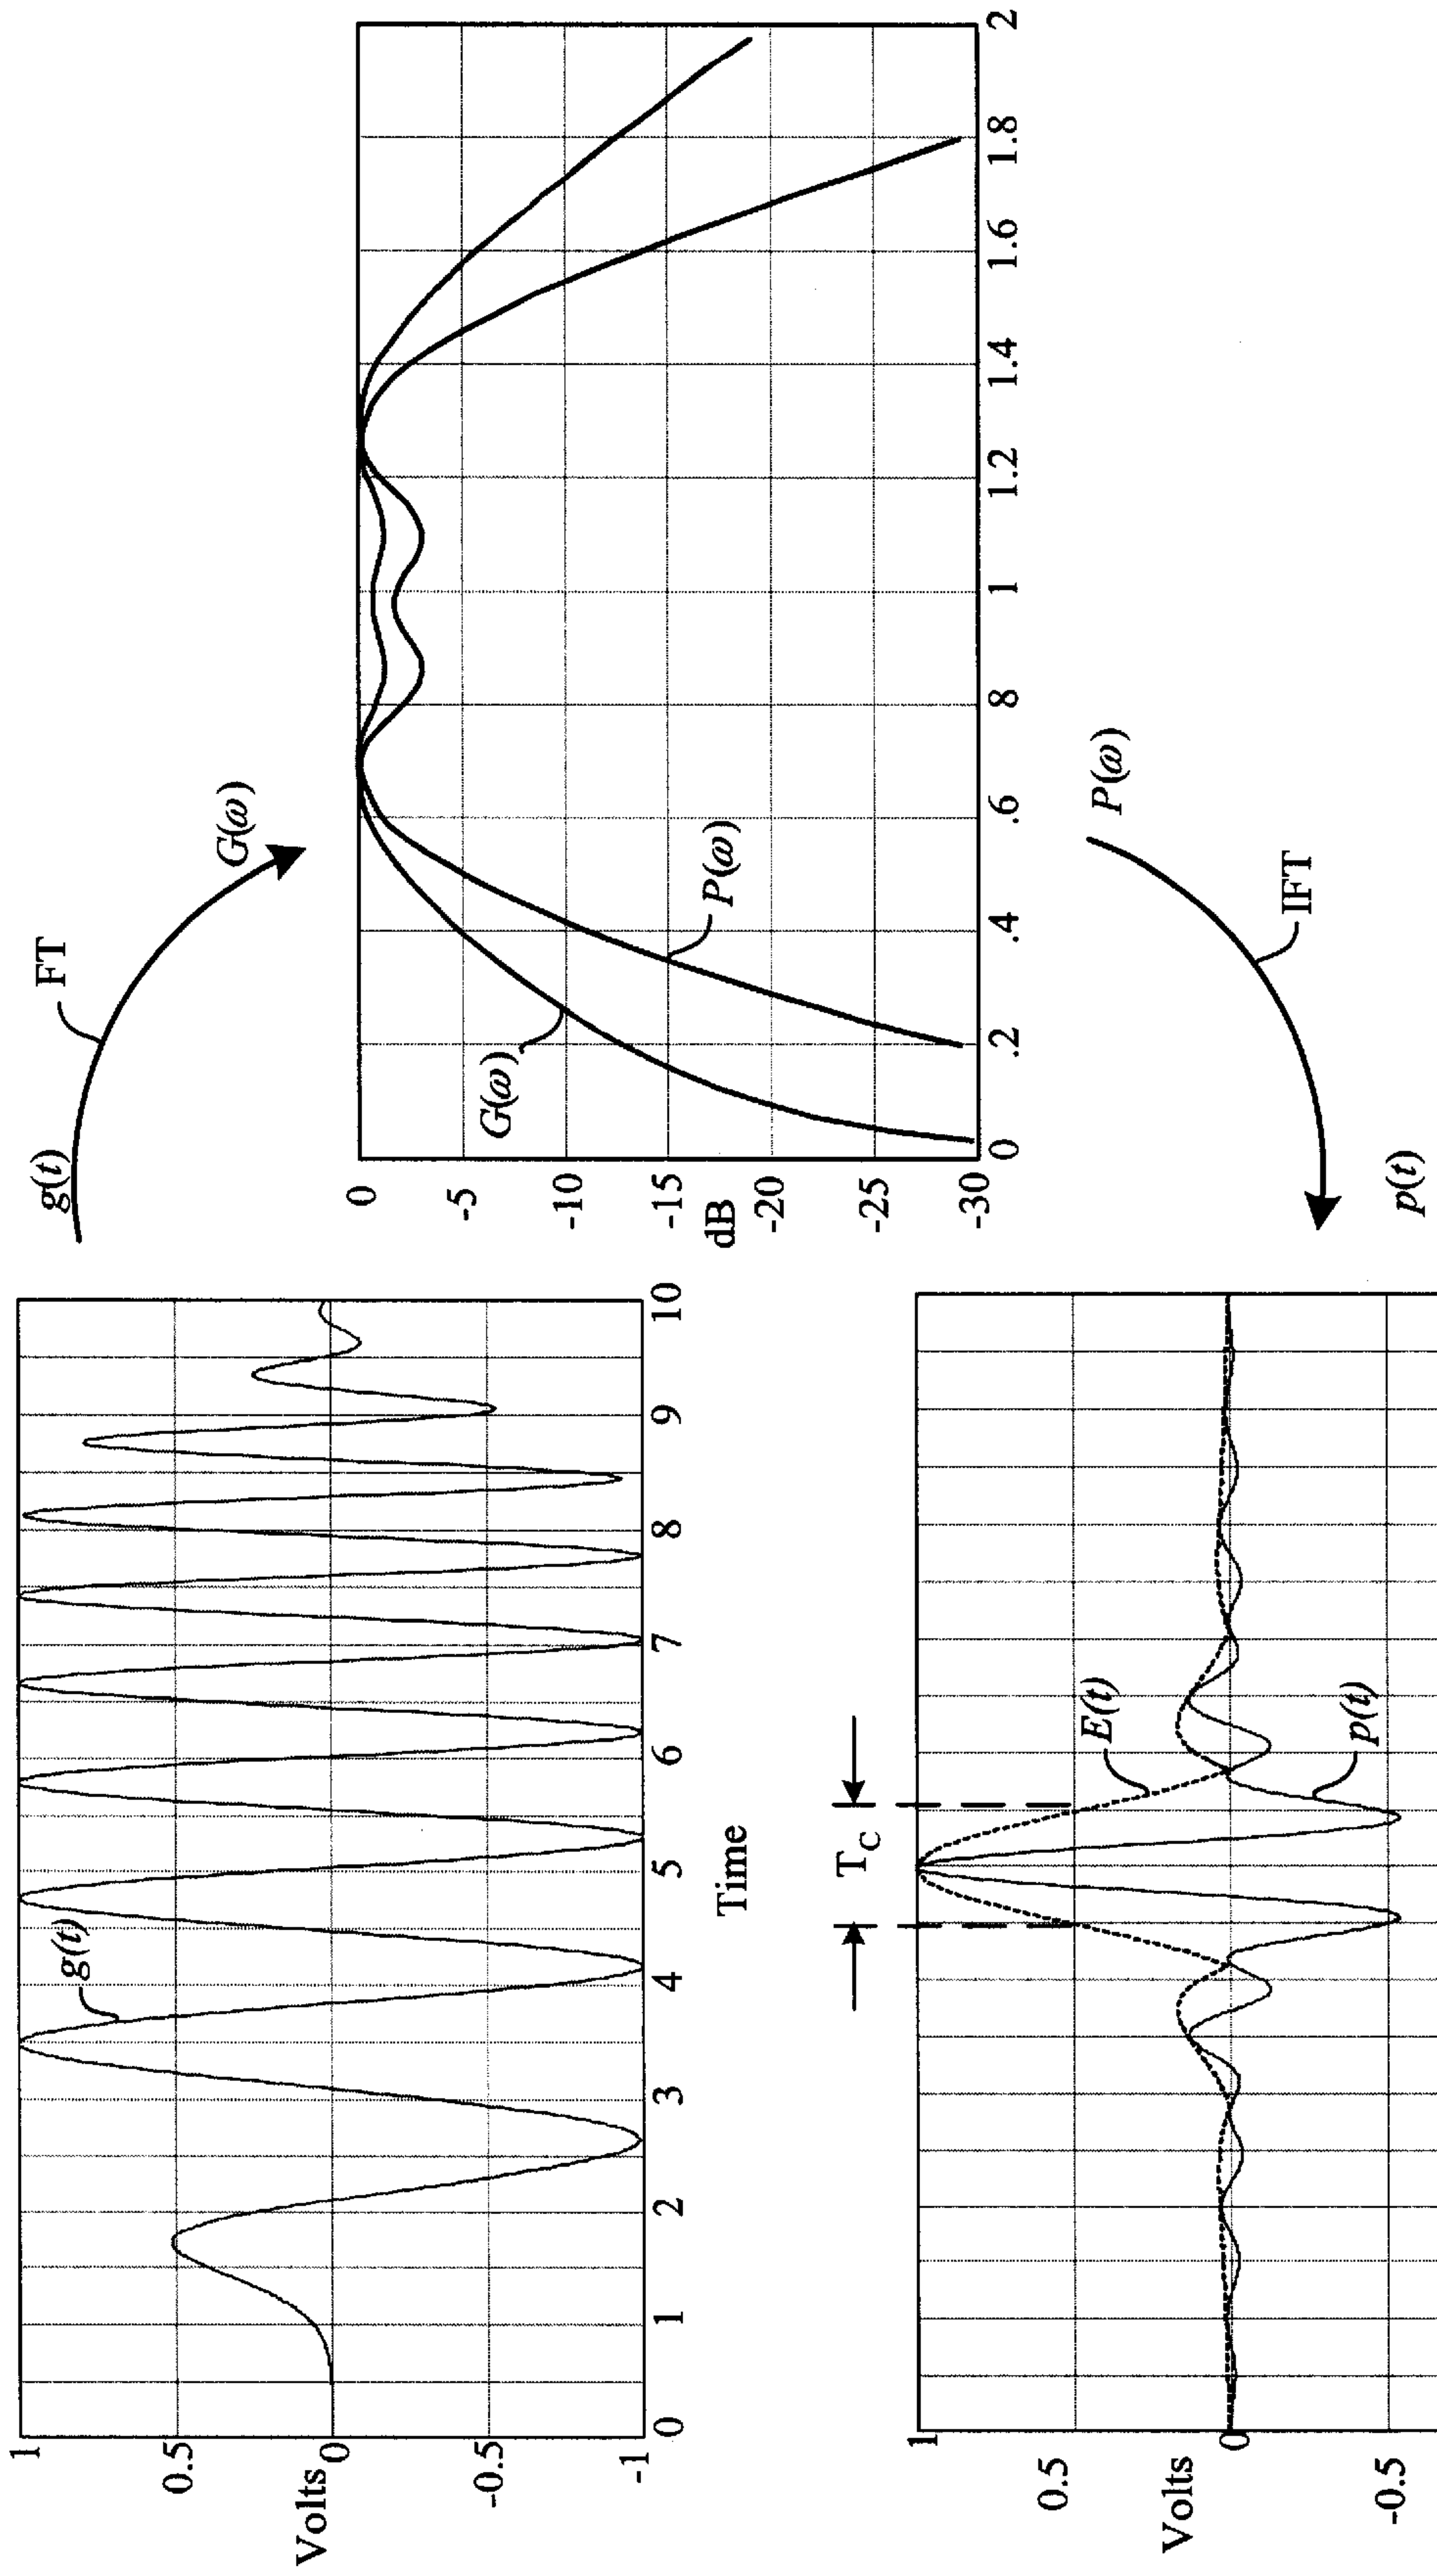 g(t)
FT
G(ω)
1
0.5
Volts
0
-0.5
-1
g(t)
0
1
2
3
4
5
6
7
8
9
10
Time
0
-5
-10
-15
dB
-20
-25
-30
G(ω)
P(ω)
0
.2
.4
.6
.8
1
1.2
1.4
1.6
1.8
2
P(ω)
IFT
p(t)
T_C
1
0.5
Volts
0
-0.5
E(t)
p(t)